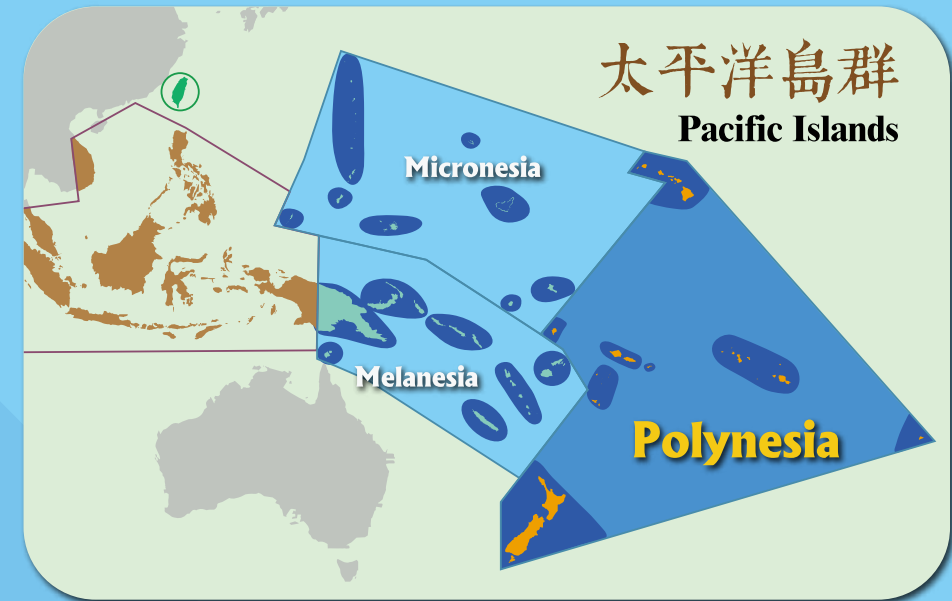 太平洋島群
Pacific Islands
Micronesia
Melanesia
Polynesia